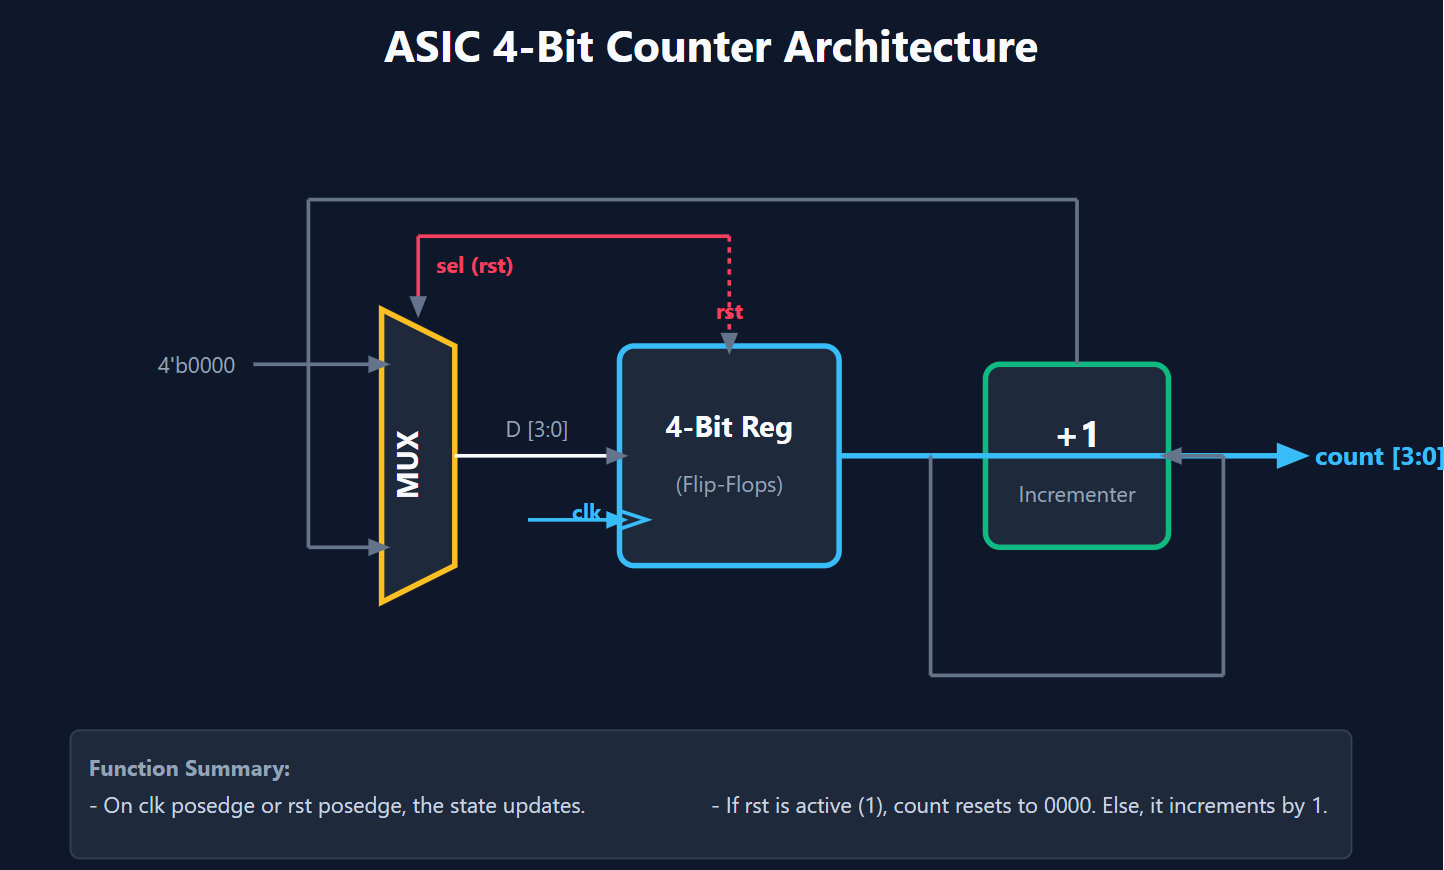 ASIC 4-Bit Counter Architecture
sel (rst)
rst
4'b0000
MUX
D [3:0]
4-Bit Reg
(Flip-Flops)
clk
+1
Incrementer
count [3:0]
Function Summary:
- On clk posedge or rst posedge, the state updates.
- If rst is active (1), count resets to 0000. Else, it increments by 1.